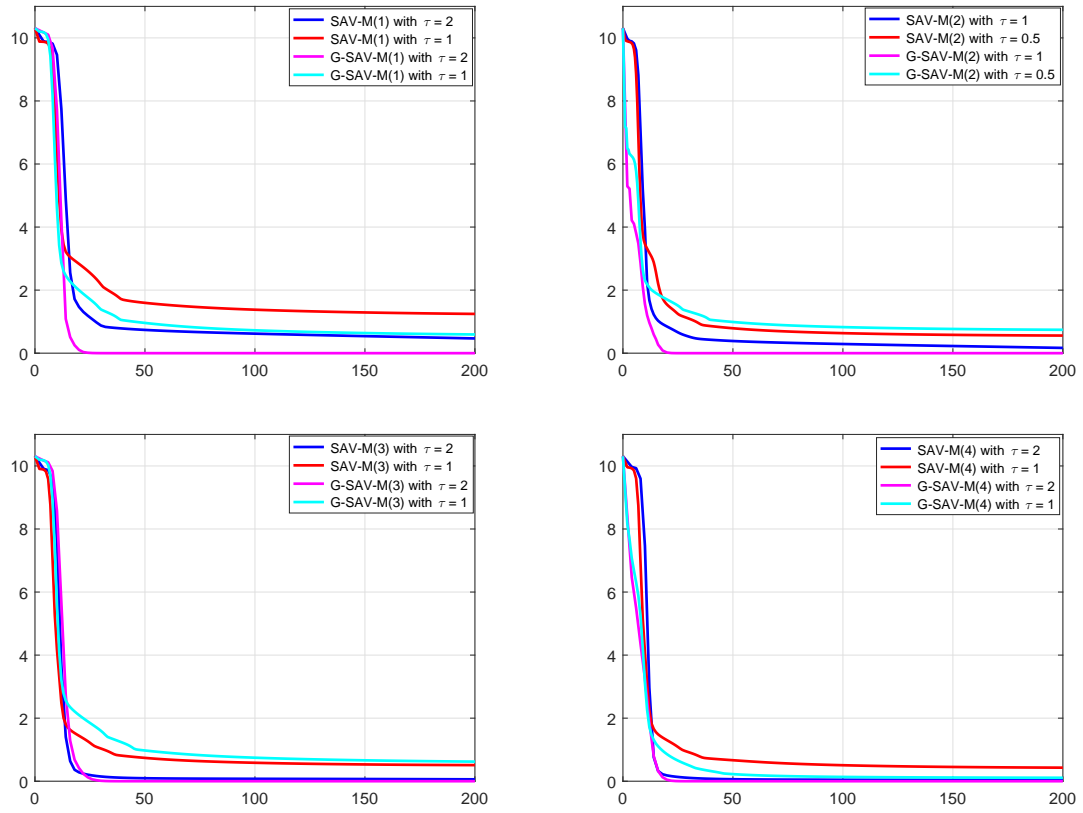 SAV-M(1) with τ = 2
SAV-M(1) with τ = 1
G-SAV-M(1) with τ = 2
G-SAV-M(1) with τ = 1
10
8
6
4
2
0
0 50 100 150 200
SAV-M(2) with τ = 1
SAV-M(2) with τ = 0.5
G-SAV-M(2) with τ = 1
G-SAV-M(2) with τ = 0.5
10
8
6
4
2
0
0 50 100 150 200
SAV-M(3) with τ = 2
SAV-M(3) with τ = 1
G-SAV-M(3) with τ = 2
G-SAV-M(3) with τ = 1
10
8
6
4
2
0
0 50 100 150 200
SAV-M(4) with τ = 2
SAV-M(4) with τ = 1
G-SAV-M(4) with τ = 2
G-SAV-M(4) with τ = 1
10
8
6
4
2
0
0 50 100 150 200